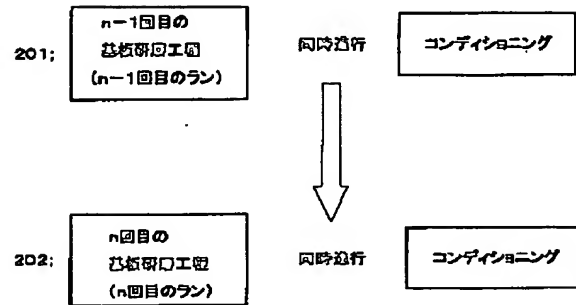 n-1回目の
201; 基板研磨工程 同時進行 コンディショニング
(n-1回目のラン)
n回目の
202; 基板研磨工程 同時進行 コンディショニング
(n回目のラン)